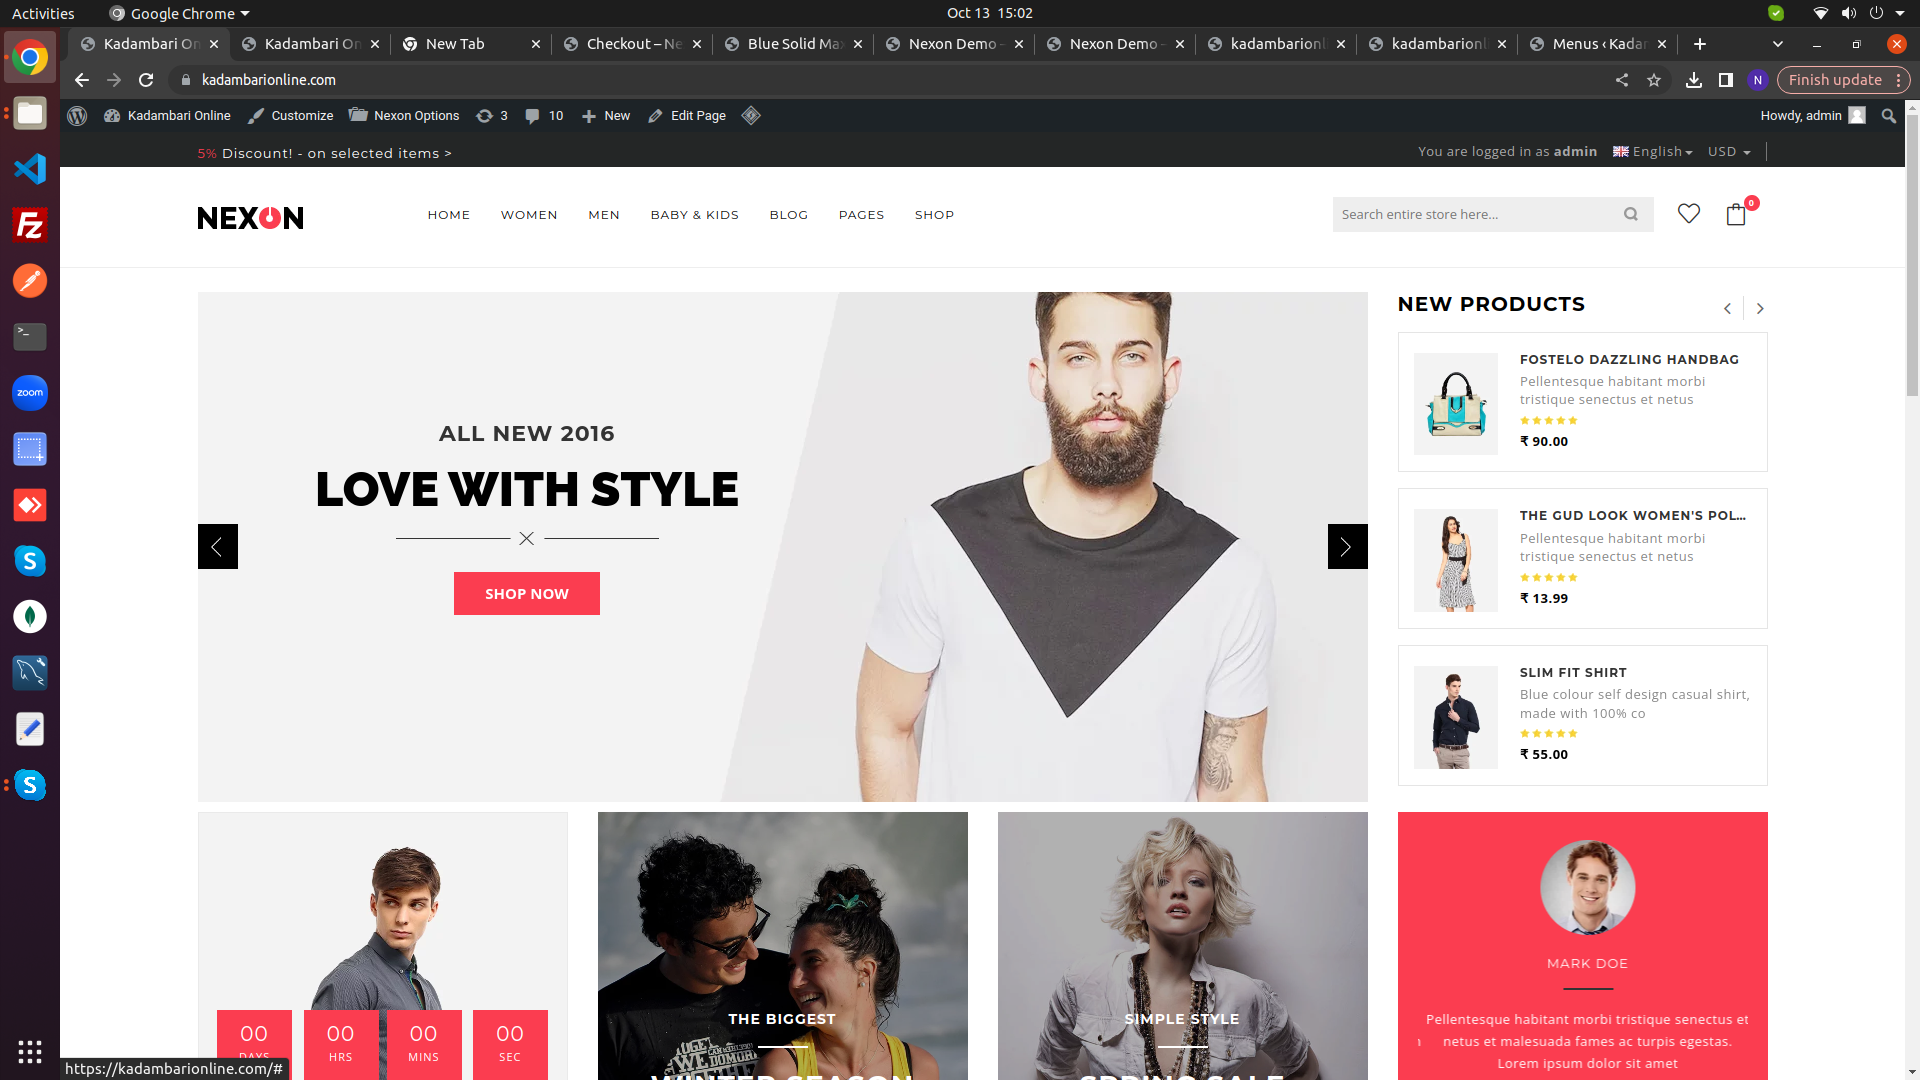 Activities
Google Chrome
Oct 13 15:02
Kadambari On
Kadambari On
New Tab
Checkout – Ne
Blue Solid Max
Nexon Demo -
Nexon Demo -
kadambarionl
kadambarionl
Menus ‹ Kadar
kadambarionline.com
N
Finish update
Kadambari Online
Customize
Nexon Options
3
10
New
Edit Page
Howdy, admin
5% Discount! - on selected items >
You are logged in as admin
English
USD
NEXON
HOME
WOMEN
MEN
BABY & KIDS
BLOG
PAGES
SHOP
Search entire store here...
0
ALL NEW 2016
LOVE WITH STYLE
SHOP NOW
NEW PRODUCTS
FOSTELO DAZZLING HANDBAG
Pellentesque habitant morbi
tristique senectus et netus
₹ 90.00
THE GUD LOOK WOMEN'S POL...
Pellentesque habitant morbi
tristique senectus et netus
₹ 13.99
SLIM FIT SHIRT
Blue colour self design casual shirt,
made with 100% co
₹ 55.00
00
DAYS
00
HRS
00
MINS
00
SEC
THE BIGGEST
WINTER SEASON
SIMPLE STYLE
SPRING SALE
MARK DOE
Pellentesque habitant morbi tristique senectus et
netus et malesuada fames ac turpis egestas.
Lorem ipsum dolor sit amet
zoom
https://kadambarionline.com/#